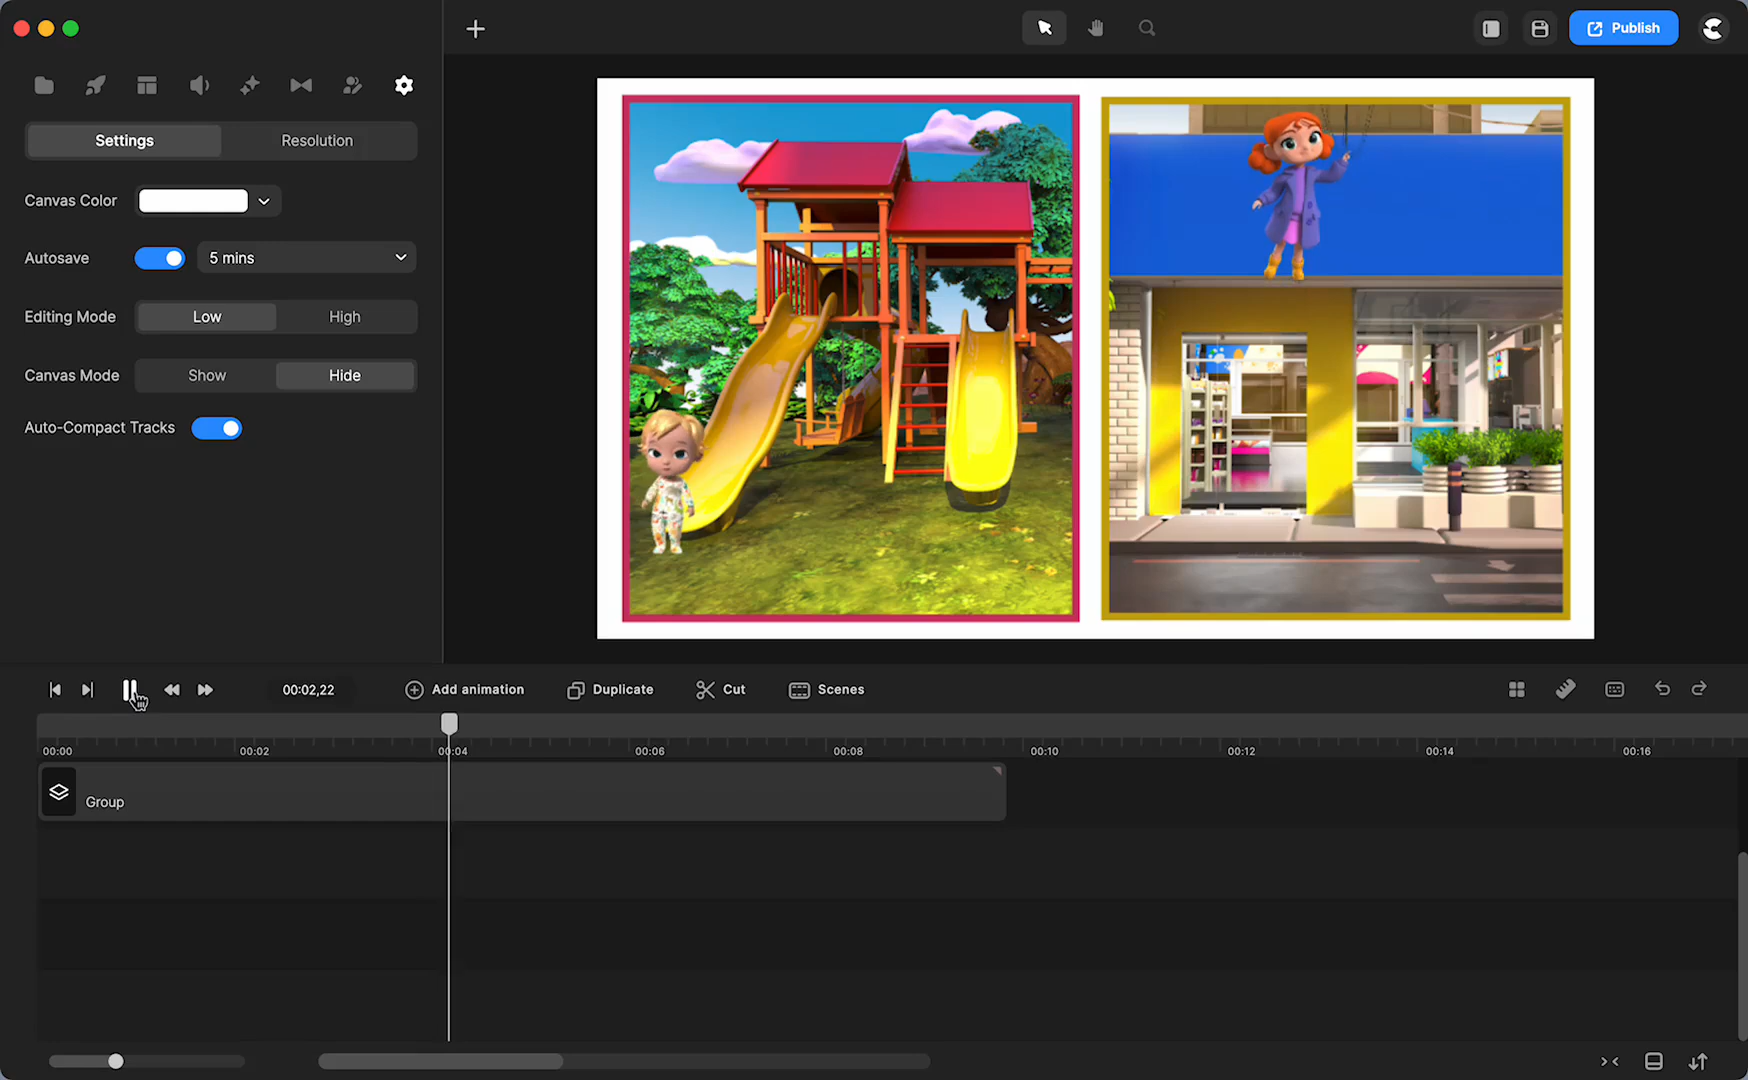 Publish
Settings
Resolution
Canvas Color
Autosave
5 mins
Editing Mode
Low
High
Canvas Mode
Show
Hide
Auto-Compact Tracks
00:02,22
Add animation
Duplicate
Cut
Scenes
00:00
00:02
00:04
00:06
00:08
00:10
00:12
00:14
00:16
Group